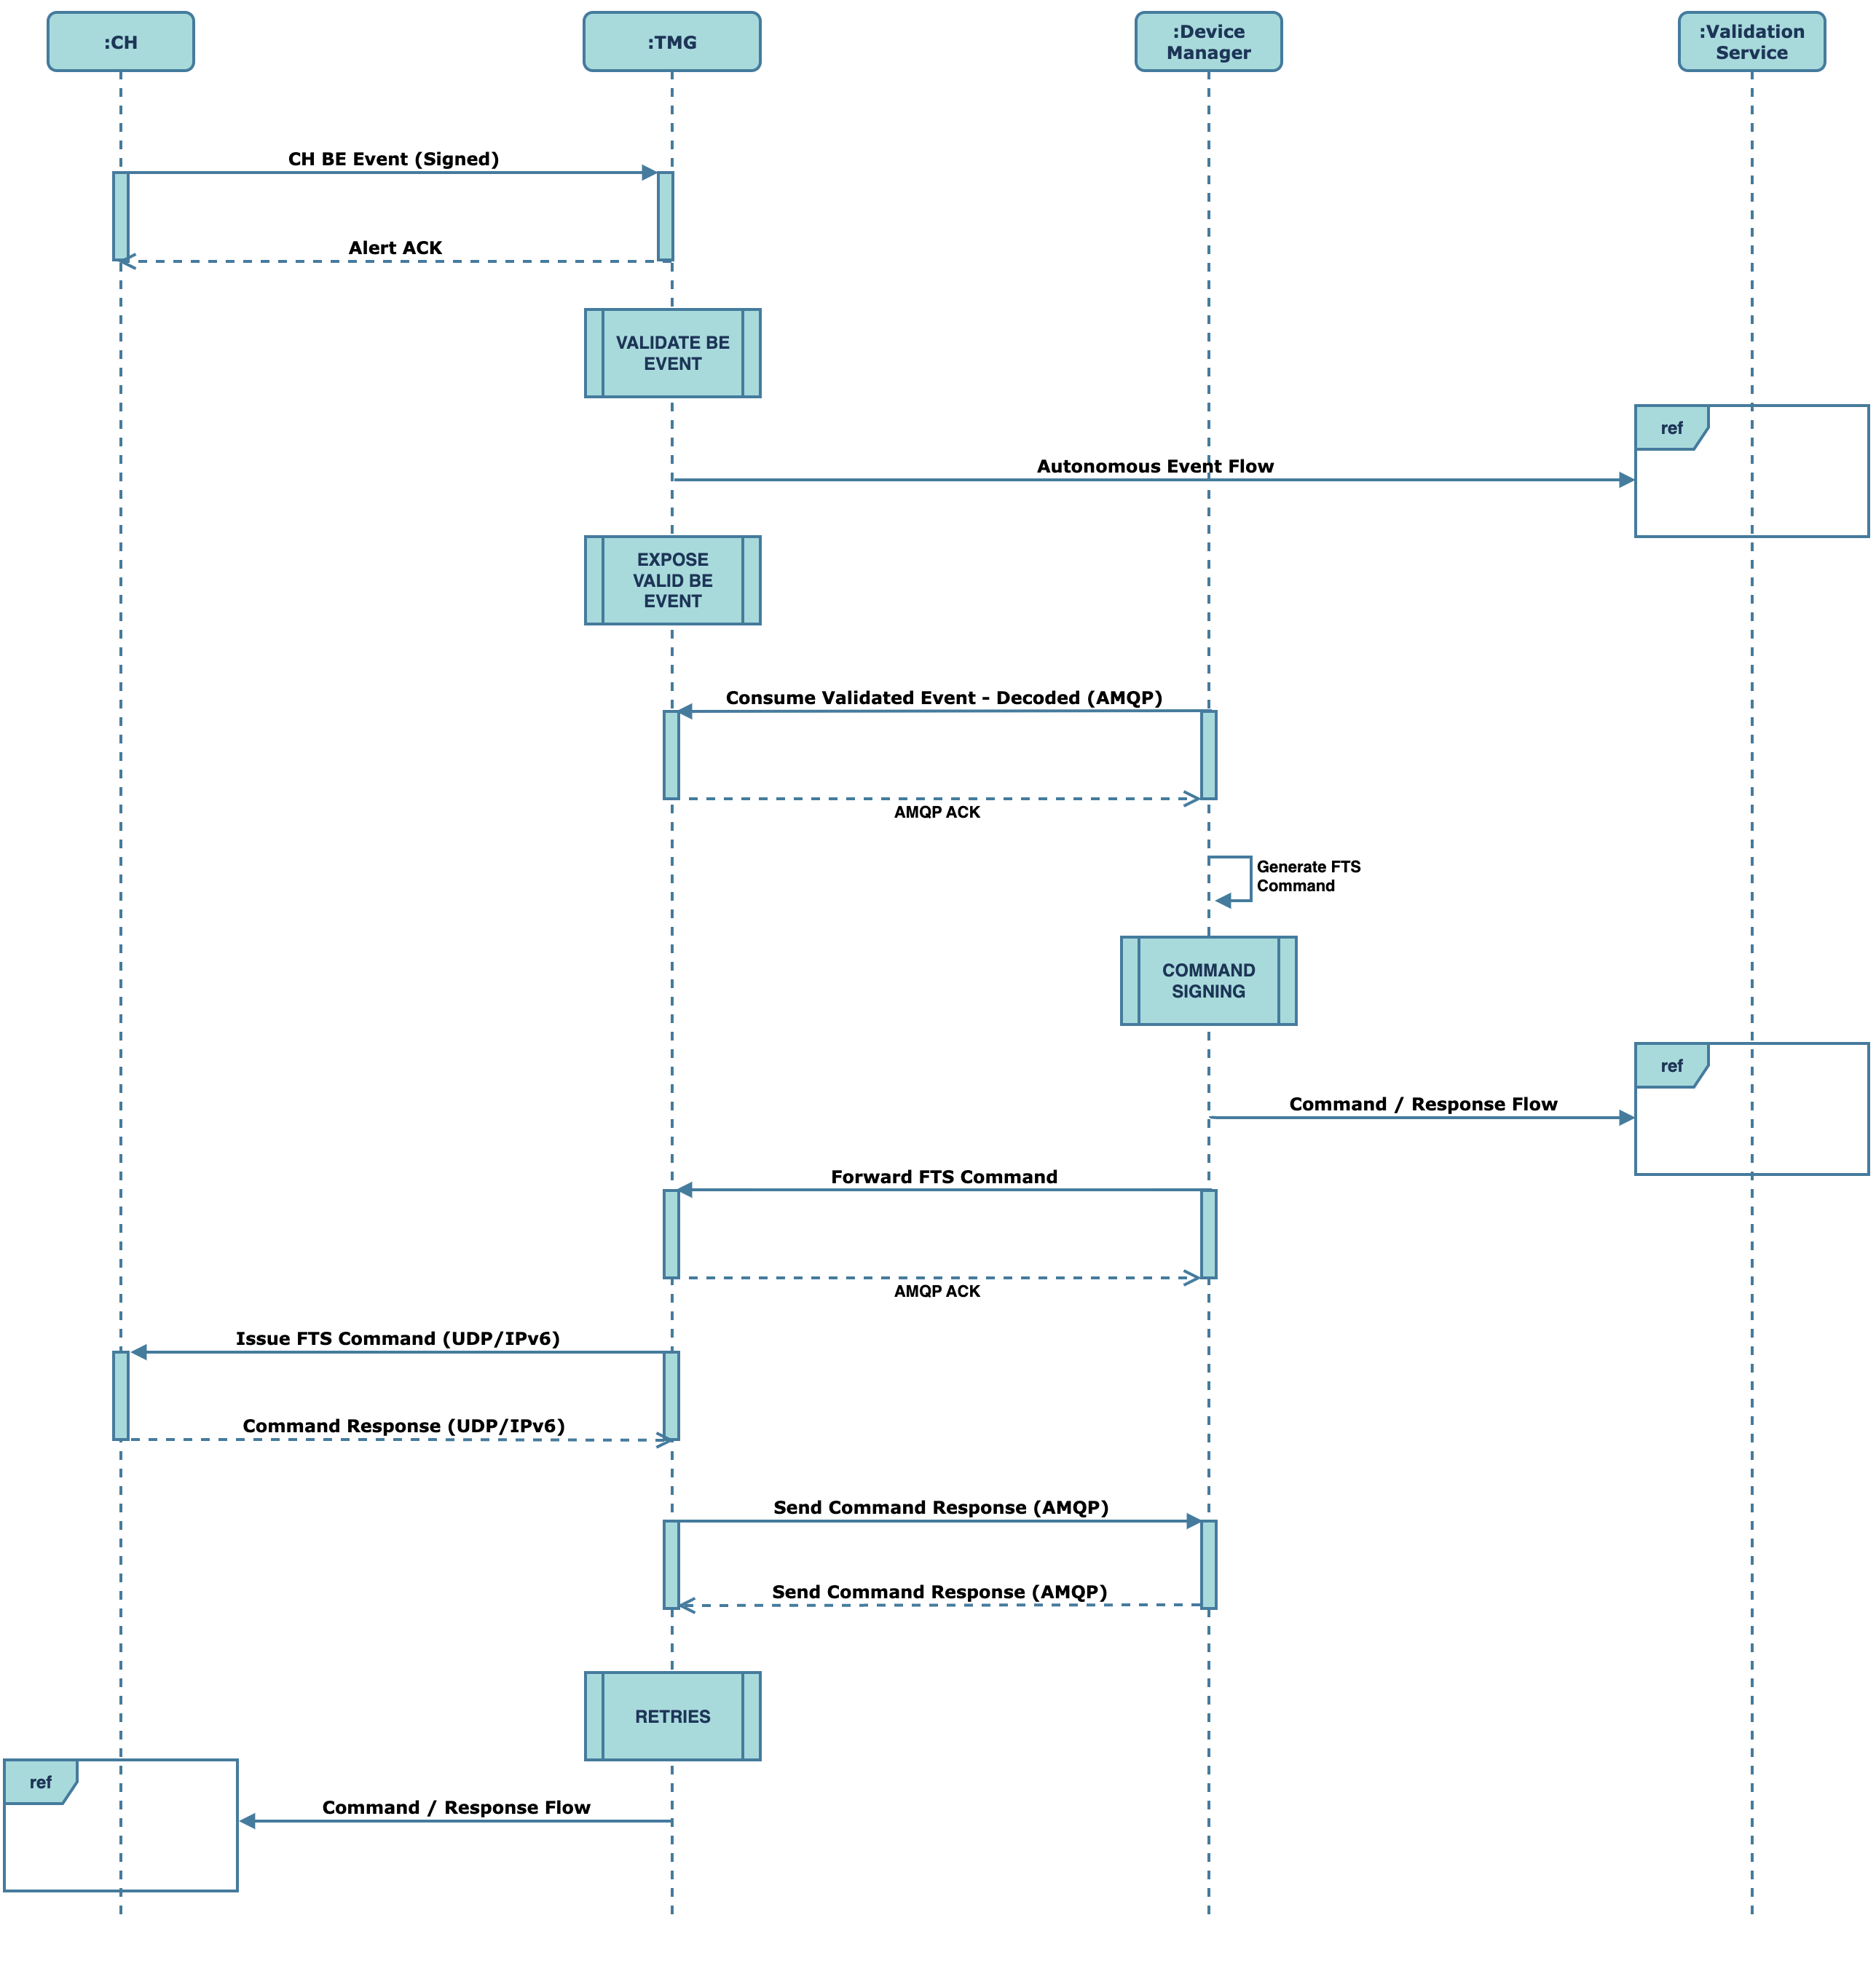 :CH
:TMG
:Device
Manager
:Validation
Service
CH BE Event (Signed)
Alert ACK
VALIDATE BE
EVENT
ref
Autonomous Event Flow
EXPOSE
VALID BE
EVENT
Consume Validated Event - Decoded (AMQP)
AMQP ACK
Generate FTS
Command
COMMAND
SIGNING
ref
Command / Response Flow
Forward FTS Command
AMQP ACK
Issue FTS Command (UDP/IPv6)
Command Response (UDP/IPv6)
Send Command Response (AMQP)
Send Command Response (AMQP)
RETRIES
ref
Command / Response Flow